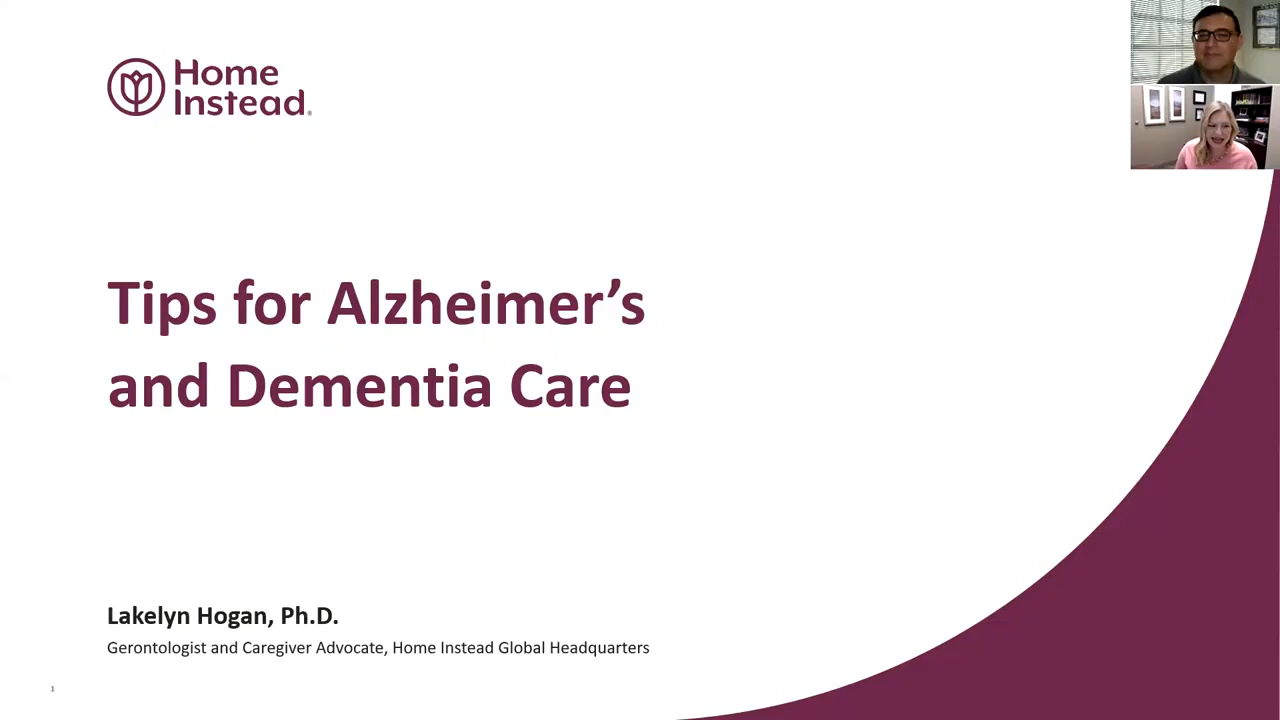 Home
Instead®
Tips for Alzheimer’s
and Dementia Care
Lakelyn Hogan, Ph.D.
Gerontologist and Caregiver Advocate, Home Instead Global Headquarters
1